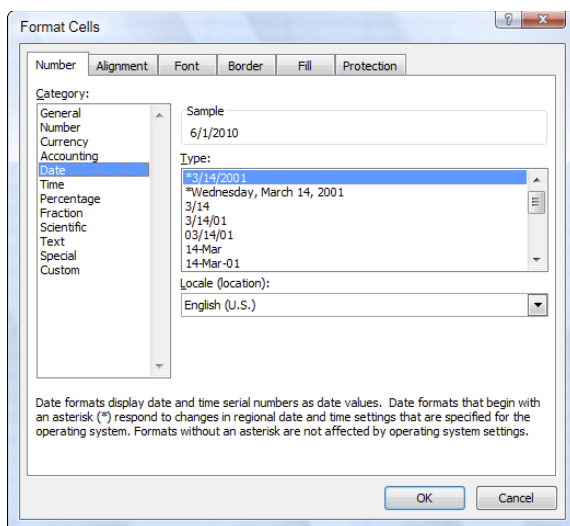 Format Cells
?
Number Alignment Font Border Fill Protection
Category:
General
Number
Currency
Accounting
Date
Time
Percentage
Fraction
Scientific
Text
Special
Custom
Sample
6/1/2010
Type:
*3/14/2001
*Wednesday, March 14, 2001
3/14
3/14/01
03/14/01
14-Mar
14-Mar-01
Locale (location):
English (U.S.)
Date formats display date and time serial numbers as date values.  Date formats that begin with
an asterisk (*) respond to changes in regional date and time settings that are specified for the
operating system. Formats without an asterisk are not affected by operating system settings.
OK Cancel